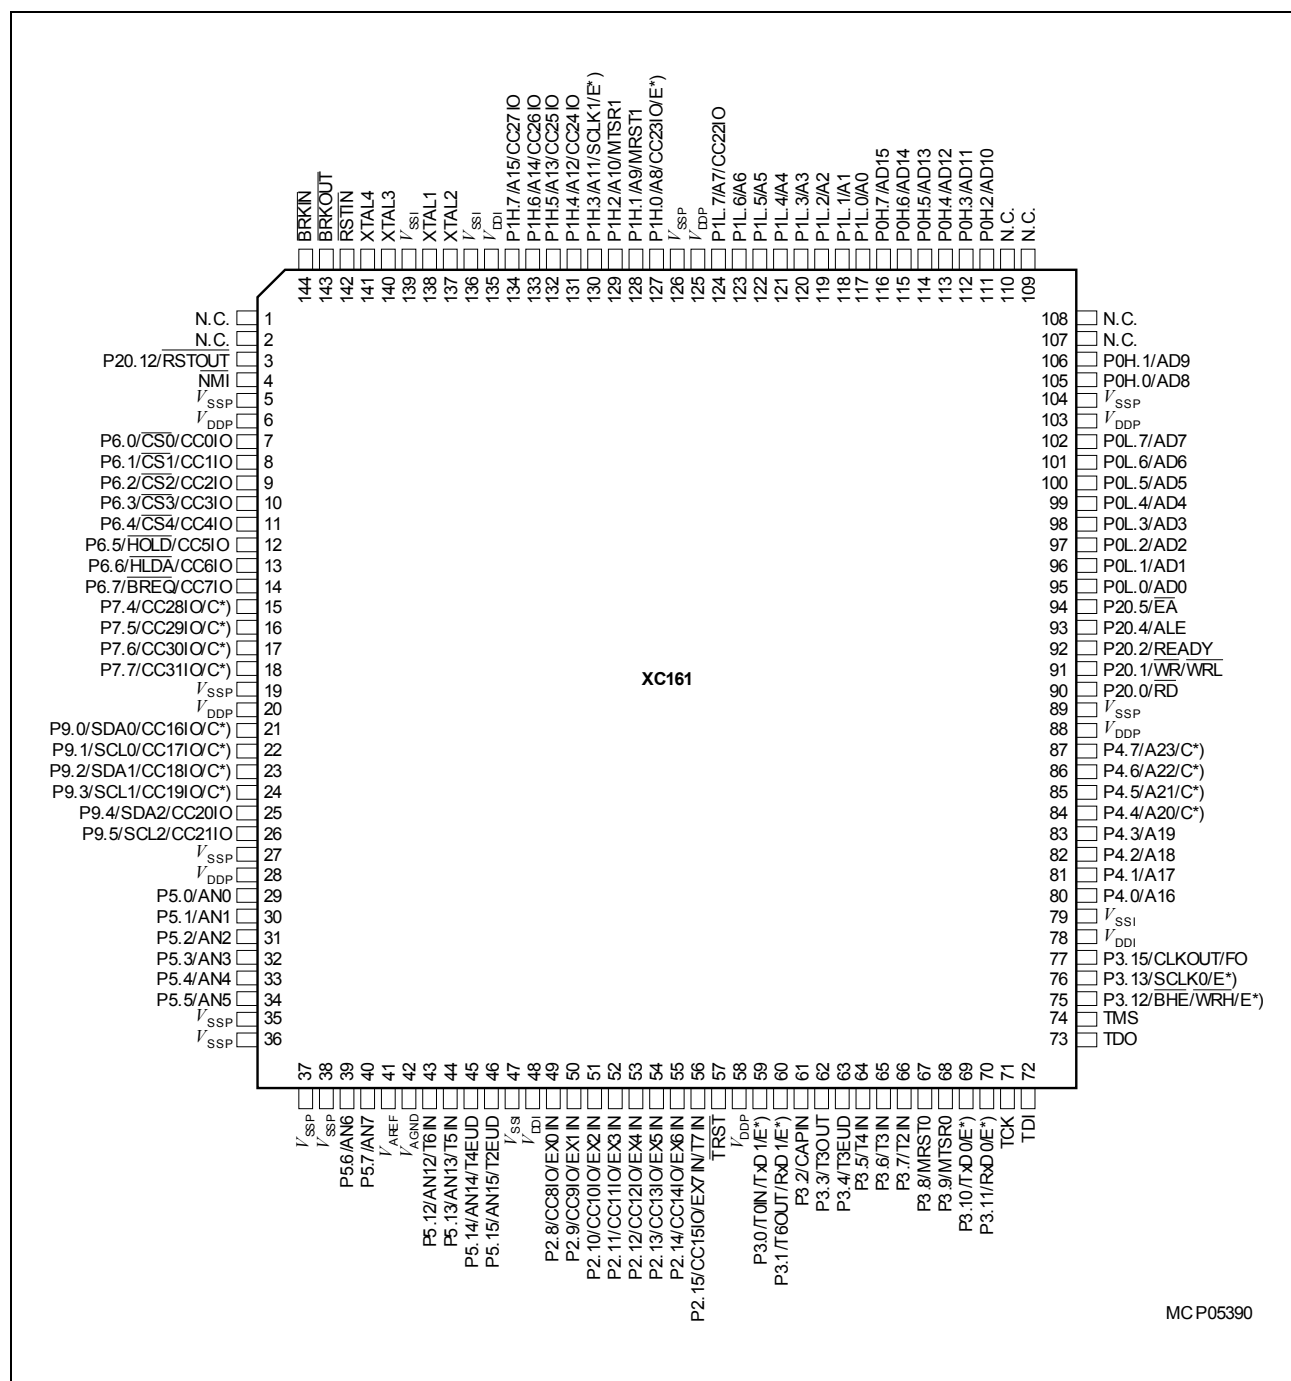 BRKIN
BRKOUT
RSTIN
XTAL4
XTAL3
VSSI
XTAL1
XTAL2
VSSI
VDDI
P1H.7/A15/CC27IO
P1H.6/A14/CC26IO
P1H.5/A13/CC25IO
P1H.4/A12/CC24IO
P1H.3/A11/SCLK1/E*)
P1H.2/A10/MTSR1
P1H.1/A9/MRST1
P1H.0/A8/CC23IO/E*)
VSSP
VDDP
P1L.7/A7/CC22IO
P1L.6/A6
P1L.5/A5
P1L.4/A4
P1L.3/A3
P1L.2/A2
P1L.1/A1
P1L.0/A0
P0H.7/AD15
P0H.6/AD14
P0H.5/AD13
P0H.4/AD12
P0H.3/AD11
P0H.2/AD10
N.C.
N.C.
144
143
142
141
140
139
138
137
136
135
134
133
132
131
130
129
128
127
126
125
124
123
122
121
120
119
118
117
116
115
114
113
112
111
110
109
N.C. 1
N.C. 2
P20.12/RSTOUT 3
NMI 4
VSSP 5
VDDP 6
P6.0/CS0/CC0IO 7
P6.1/CS1/CC1IO 8
P6.2/CS2/CC2IO 9
P6.3/CS3/CC3IO 10
P6.4/CS4/CC4IO 11
P6.5/HOLD/CC5IO 12
P6.6/HLDA/CC6IO 13
P6.7/BREQ/CC7IO 14
P7.4/CC28IO/C*) 15
P7.5/CC29IO/C*) 16
P7.6/CC30IO/C*) 17
P7.7/CC31IO/C*) 18
VSSP 19
VDDP 20
P9.0/SDA0/CC16IO/C*) 21
P9.1/SCL0/CC17IO/C*) 22
P9.2/SDA1/CC18IO/C*) 23
P9.3/SCL1/CC19IO/C*) 24
P9.4/SDA2/CC20IO 25
P9.5/SCL2/CC21IO 26
VSSP 27
VDDP 28
P5.0/AN0 29
P5.1/AN1 30
P5.2/AN2 31
P5.3/AN3 32
P5.4/AN4 33
P5.5/AN5 34
VSSP 35
VSSP 36
XC161
108 N.C.
107 N.C.
106 P0H.1/AD9
105 P0H.0/AD8
104 VSSP
103 VDDP
102 P0L.7/AD7
101 P0L.6/AD6
100 P0L.5/AD5
99 P0L.4/AD4
98 P0L.3/AD3
97 P0L.2/AD2
96 P0L.1/AD1
95 P0L.0/AD0
94 P20.5/EA
93 P20.4/ALE
92 P20.2/READY
91 P20.1/WR/WRL
90 P20.0/RD
89 VSSP
88 VDDP
87 P4.7/A23/C*)
86 P4.6/A22/C*)
85 P4.5/A21/C*)
84 P4.4/A20/C*)
83 P4.3/A19
82 P4.2/A18
81 P4.1/A17
80 P4.0/A16
79 VSSI
78 VDDI
77 P3.15/CLKOUT/FO
76 P3.13/SCLK0/E*)
75 P3.12/BHE/WRH/E*)
74 TMS
73 TDO
37
38
39
40
41
42
43
44
45
46
47
48
49
50
51
52
53
54
55
56
57
58
59
60
61
62
63
64
65
66
67
68
69
70
71
72
VSSP
VSSP
P5.6/AN6
P5.7/AN7
VAREF
VAGND
P5.12/AN12/T6IN
P5.13/AN13/T5IN
P5.14/AN14/T4EUD
P5.15/AN15/T2EUD
VSSI
VDDI
P2.8/CC8IO/EX0IN
P2.9/CC9IO/EX1IN
P2.10/CC10IO/EX2IN
P2.11/CC11IO/EX3IN
P2.12/CC12IO/EX4IN
P2.13/CC13IO/EX5IN
P2.14/CC14IO/EX6IN
P2.15/CC15IO/EX7IN/T7IN
TRST
VDDP
P3.0/T0IN/TxD1/E*)
P3.1/T6OUT/RxD1/E*)
P3.2/CAPIN
P3.3/T3OUT
P3.4/T3EUD
P3.5/T4IN
P3.6/T3IN
P3.7/T2IN
P3.8/MRST0
P3.9/MTSR0
P3.10/TxD0/E*)
P3.11/RxD0/E*)
TCK
TDI
MCP05390